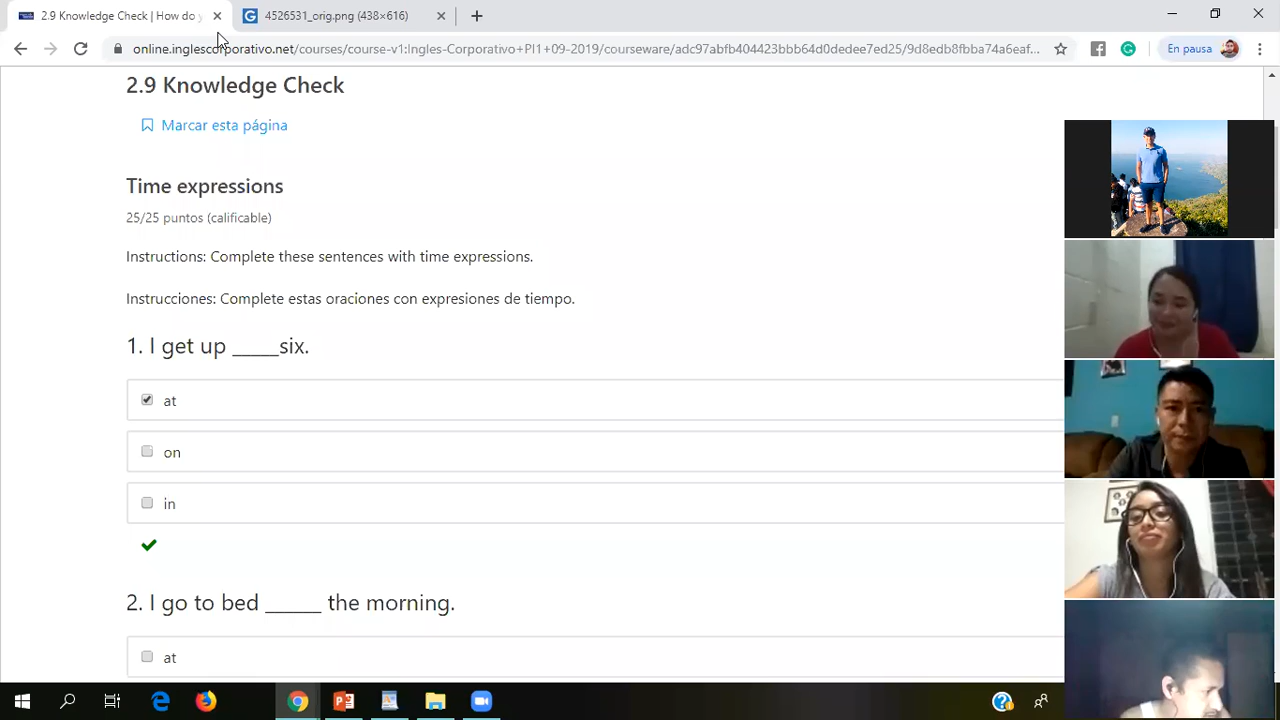 2.9 Knowledge Check | How do y
4526531_orig.png (438×616)
online.inglescorporativo.net/courses/course-v1:Ingles-Corporativo+PI1+09-2019/courseware/adc97abfb404423bbb64d0dedee7ed25/9d8edb8fbba74a6eaf...
En pausa
2.9 Knowledge Check
Marcar esta página
Time expressions
25/25 puntos (calificable)
Instructions: Complete these sentences with time expressions.
Instrucciones: Complete estas oraciones con expresiones de tiempo.
1. I get up _____six.
at
on
in
2. I go to bed _____ the morning.
at